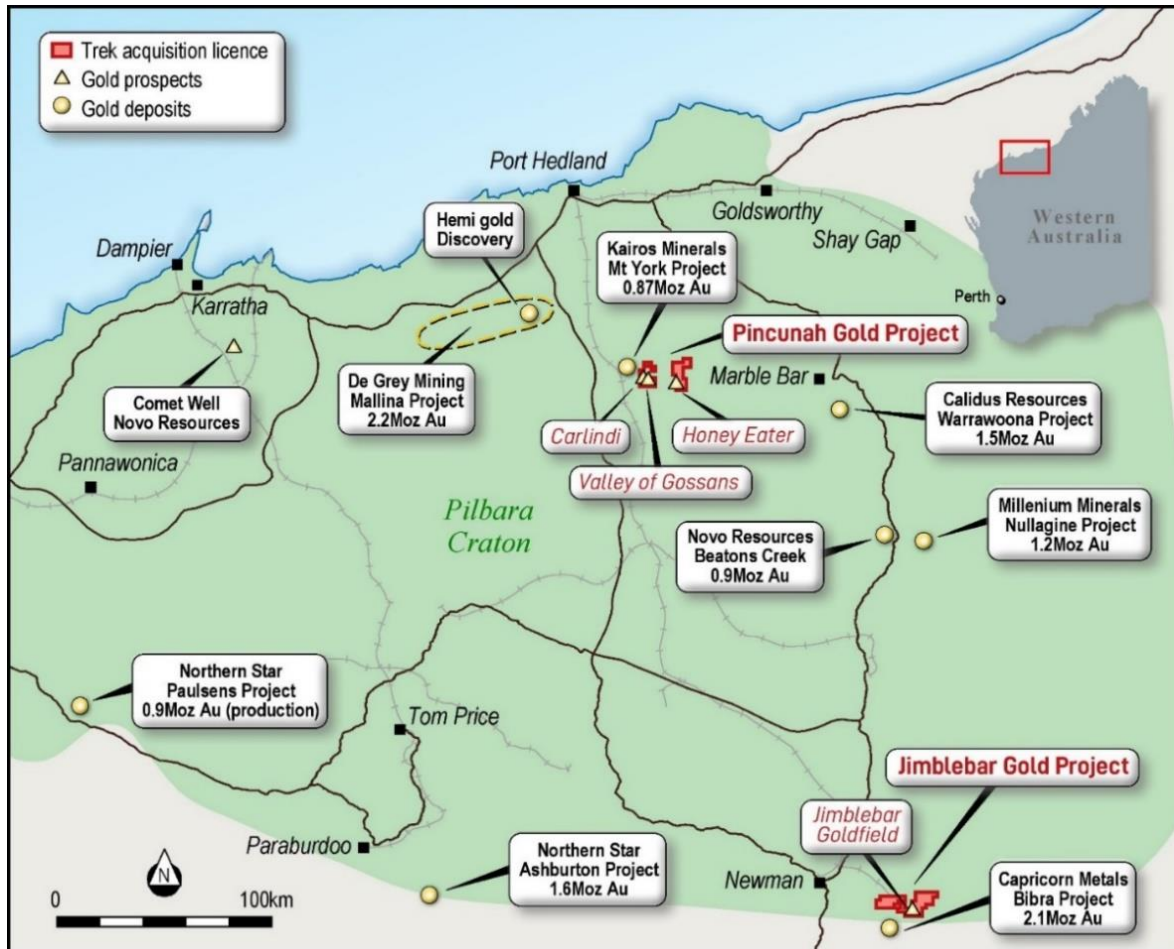 Trek acquisition licence
Gold prospects
Gold deposits
Port Hedland
Goldsworthy
Shay Gap
Western
Australia
Perth
Hemi gold
Discovery
Dampier
Karratha
Kairos Minerals
Mt York Project
0.87Moz Au
Pincunah Gold Project
Marble Bar
De Grey Mining
Mallina Project
2.2Moz Au
Comet Well
Novo Resources
Calidus Resources
Warrawoona Project
1.5Moz Au
Carlindi
Honey Eater
Valley of Gossans
Pannawonica
Pilbara
Craton
Novo Resources
Beatons Creek
0.9Moz Au
Millenium Minerals
Nullagine Project
1.2Moz Au
Northern Star
Paulsens Project
0.9Moz Au (production)
Tom Price
Jimblebar Gold Project
Jimblebar
Goldfield
Paraburdoo
Northern Star
Ashburton Project
1.6Moz Au
Newman
Capricorn Metals
Bibra Project
2.1Moz Au
N
0 100km